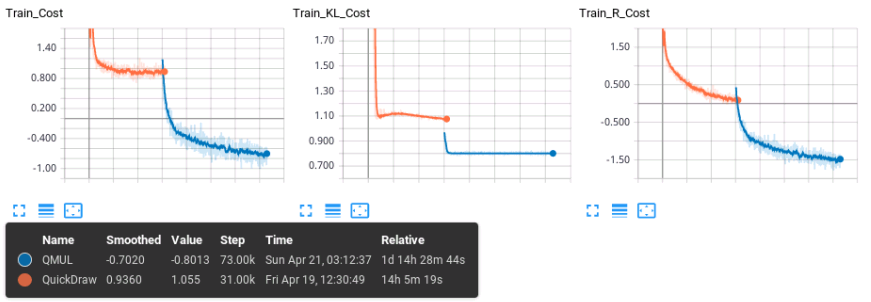 Train_Cost
1.40
0.800
0.200
-0.400
-1.00
Train_KL_Cost
1.70
1.50
1.30
1.10
0.900
0.700
Train_R_Cost
1.50
0.500
-0.500
-1.50
Name Smoothed Value Step Time Relative
QMUL -0.7020 -0.8013 73.00k Sun Apr 21, 03:12:37 1d 14h 28m 44s
QuickDraw 0.9360 1.055 31.00k Fri Apr 19, 12:30:49 14h 5m 19s